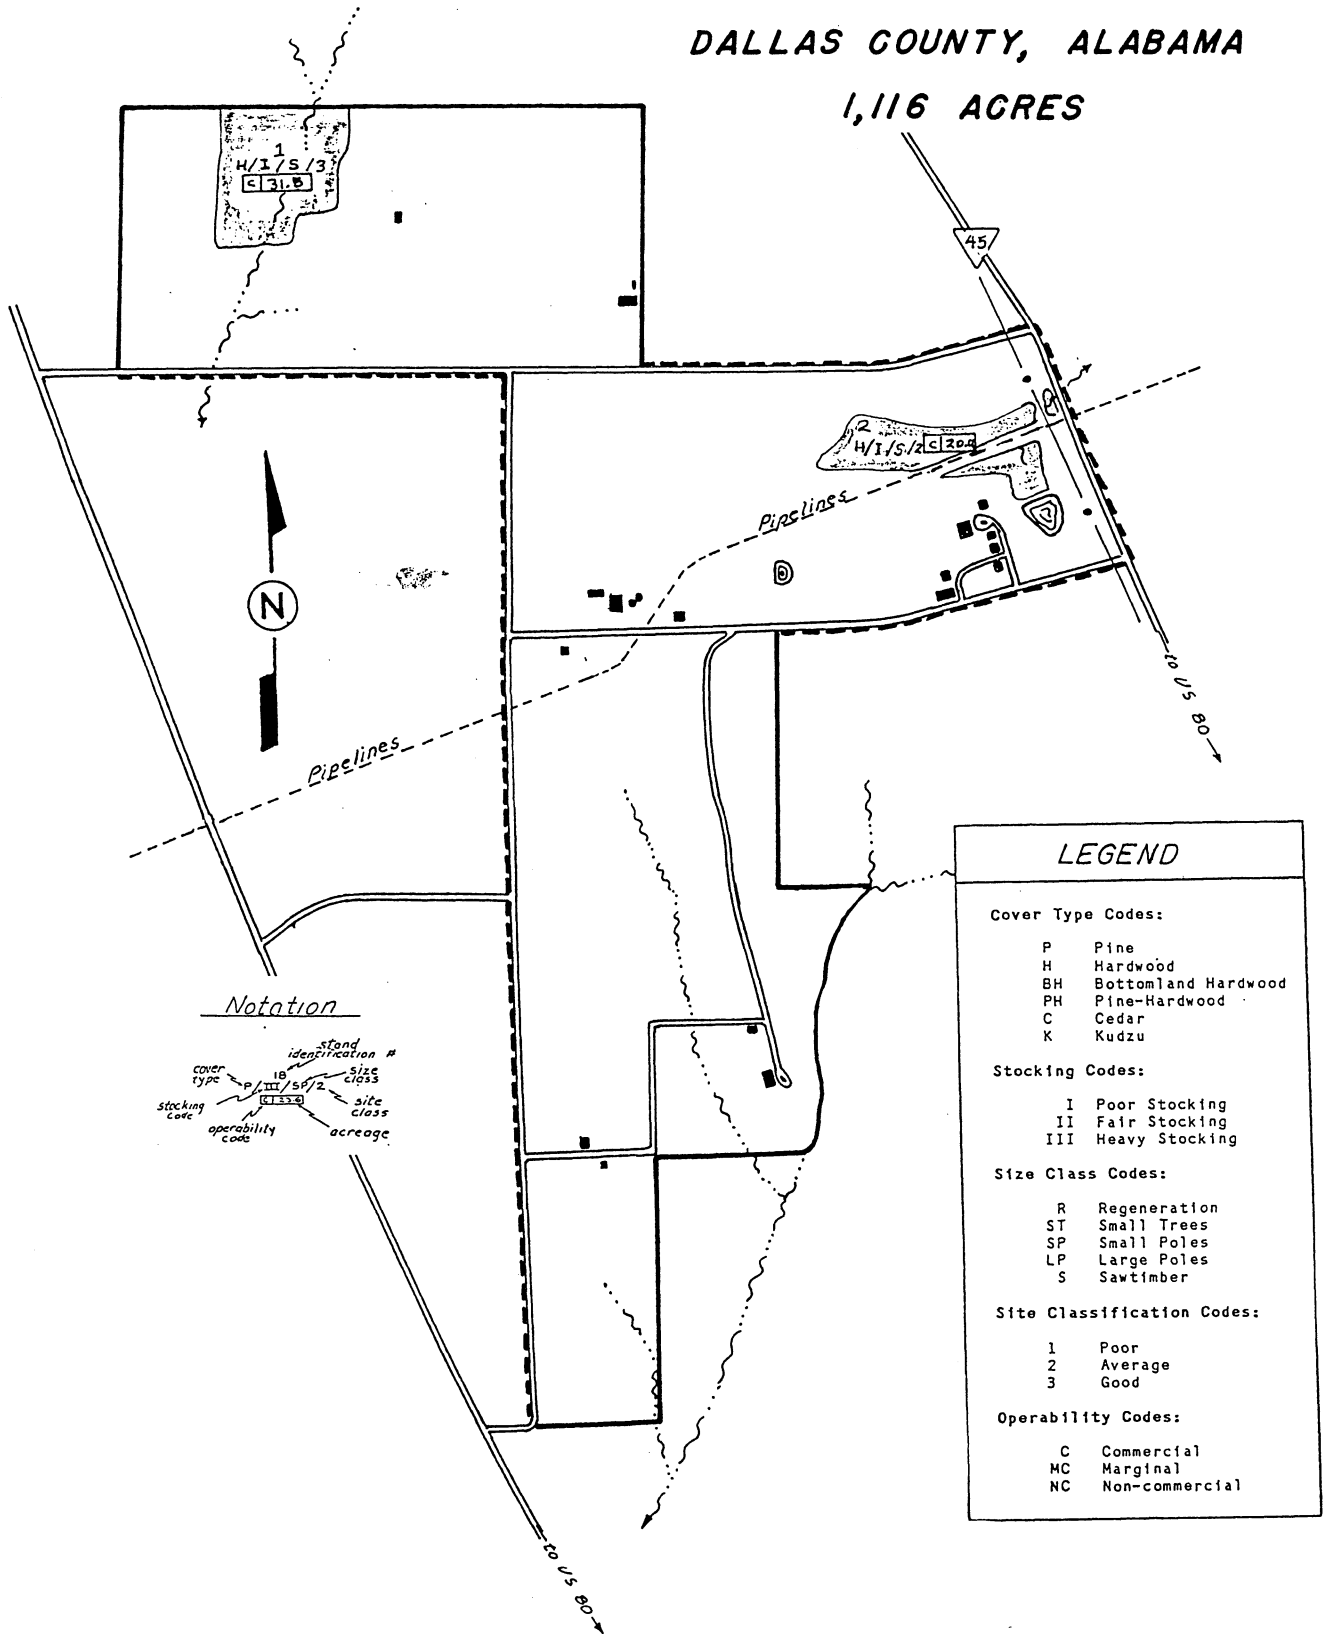 DALLAS COUNTY, ALABAMA
1,116 ACRES
1
H/I/S/3
C 31.5
45
2
H/I/S/2 C 20.0
Pipelines
N
to US 80
Pipelines
LEGEND
Cover Type Codes:
P Pine
H Hardwood
BH Bottomland Hardwood
PH Pine-Hardwood
C Cedar
K Kudzu
Stocking Codes:
I Poor Stocking
II Fair Stocking
III Heavy Stocking
Size Class Codes:
R Regeneration
ST Small Trees
SP Small Poles
LP Large Poles
S Sawtimber
Site Classification Codes:
1 Poor
2 Average
3 Good
Operability Codes:
C Commercial
MC Marginal
NC Non-commercial
Notation
stand
identification #
cover
type
18
size
class
P/III/SP/2
stocking
code
site
class
operability
code
acreage
to US 80